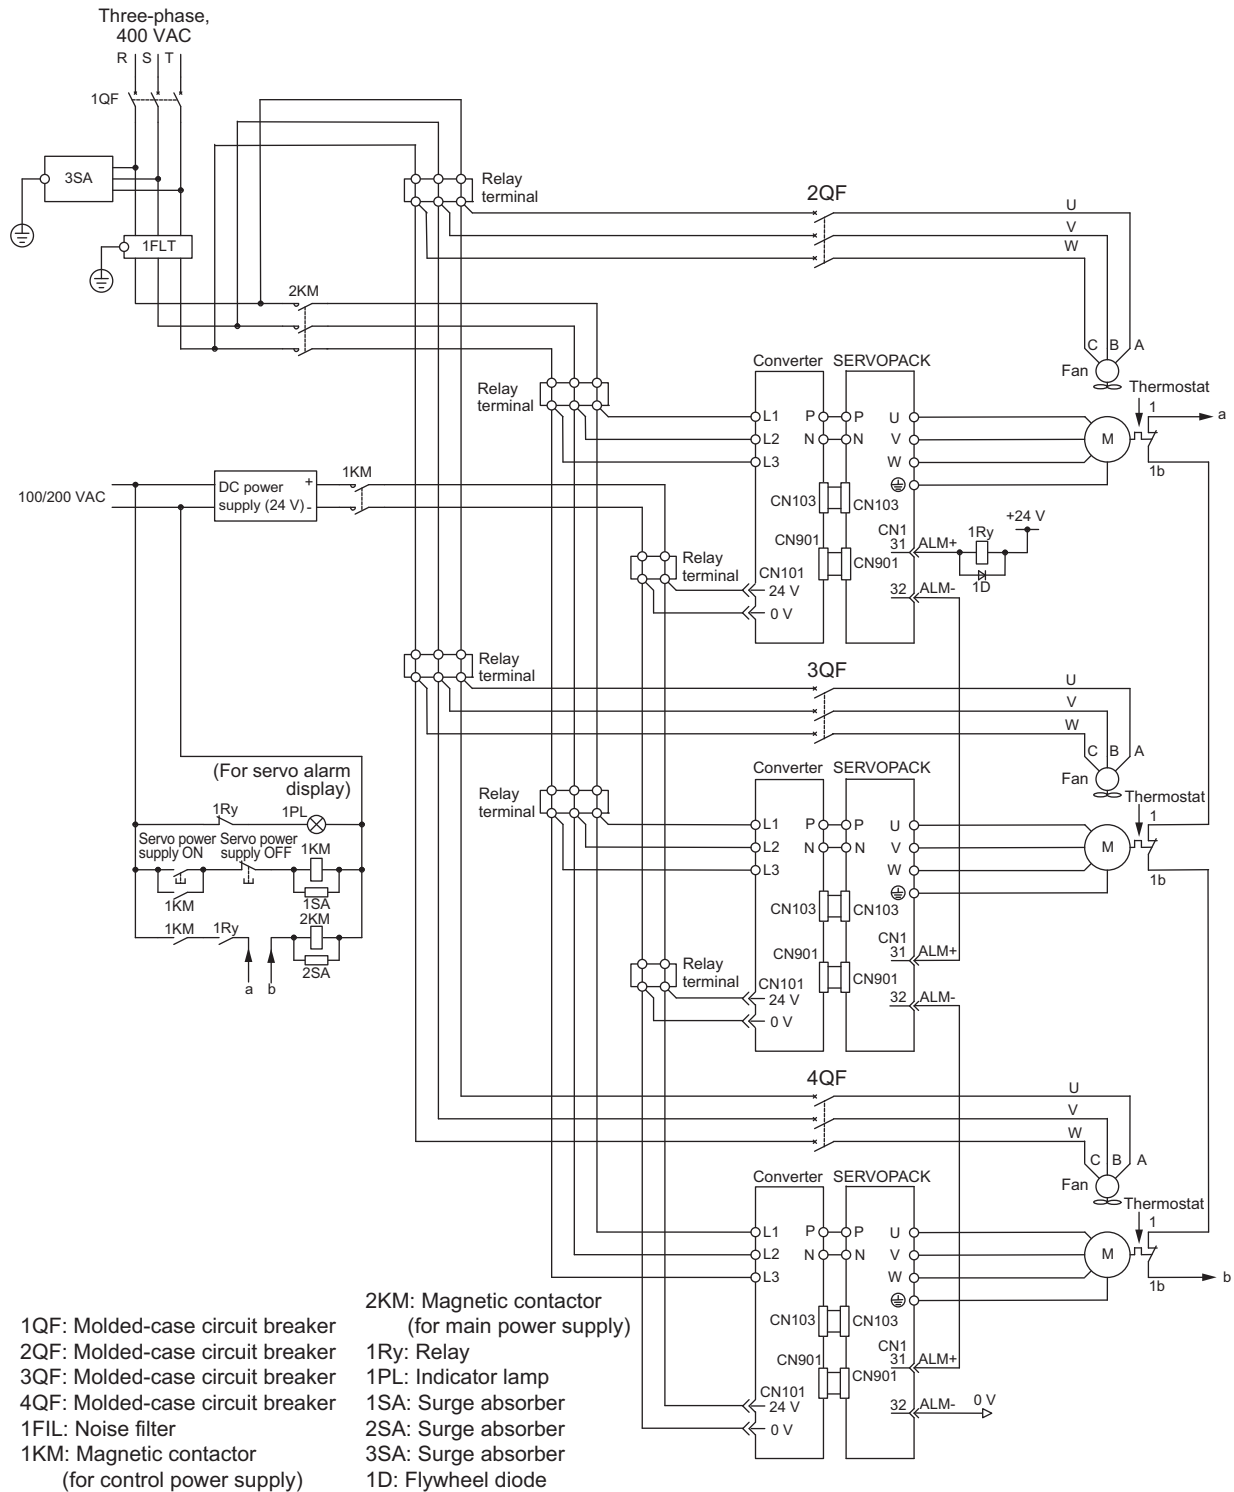 Three-phase,
400 VAC
R S T
1QF
3SA
1FLT
2KM
Relay
terminal
2QF
U
V
W
C B A
Fan
Thermostat
Converter SERVOPACK
Relay
terminal
L1 P P U
L2 N N V
L3 W
M
1
a
1b
100/200 VAC
DC power +
supply (24 V) -
1KM
CN103 CN103
CN901 CN901
CN1
31 ALM+
1Ry
+24 V
1D
32 ALM-
Relay
terminal
CN101
24 V
0 V
Relay
terminal
3QF
U
V
W
C B A
Fan
Thermostat
Converter SERVOPACK
Relay
terminal
L1 P P U
L2 N N V
L3 W
M
1
1b
CN103 CN103
CN901 CN901
CN1
31 ALM+
32 ALM-
Relay
terminal
CN101
24 V
0 V
(For servo alarm
display)
1Ry 1PL
Servo power Servo power
supply ON supply OFF 1KM
1KM 1SA
1KM 1Ry 2KM
2SA
a b
4QF
U
V
W
C B A
Fan
Thermostat
Converter SERVOPACK
L1 P P U
L2 N N V
L3 W
M
1
1b
b
CN103 CN103
CN901 CN901
CN1
31 ALM+
32 ALM- 0 V
CN101
24 V
0 V
1QF: Molded-case circuit breaker
2QF: Molded-case circuit breaker
3QF: Molded-case circuit breaker
4QF: Molded-case circuit breaker
1FIL: Noise filter
1KM: Magnetic contactor
(for control power supply)
2KM: Magnetic contactor
(for main power supply)
1Ry: Relay
1PL: Indicator lamp
1SA: Surge absorber
2SA: Surge absorber
3SA: Surge absorber
1D: Flywheel diode